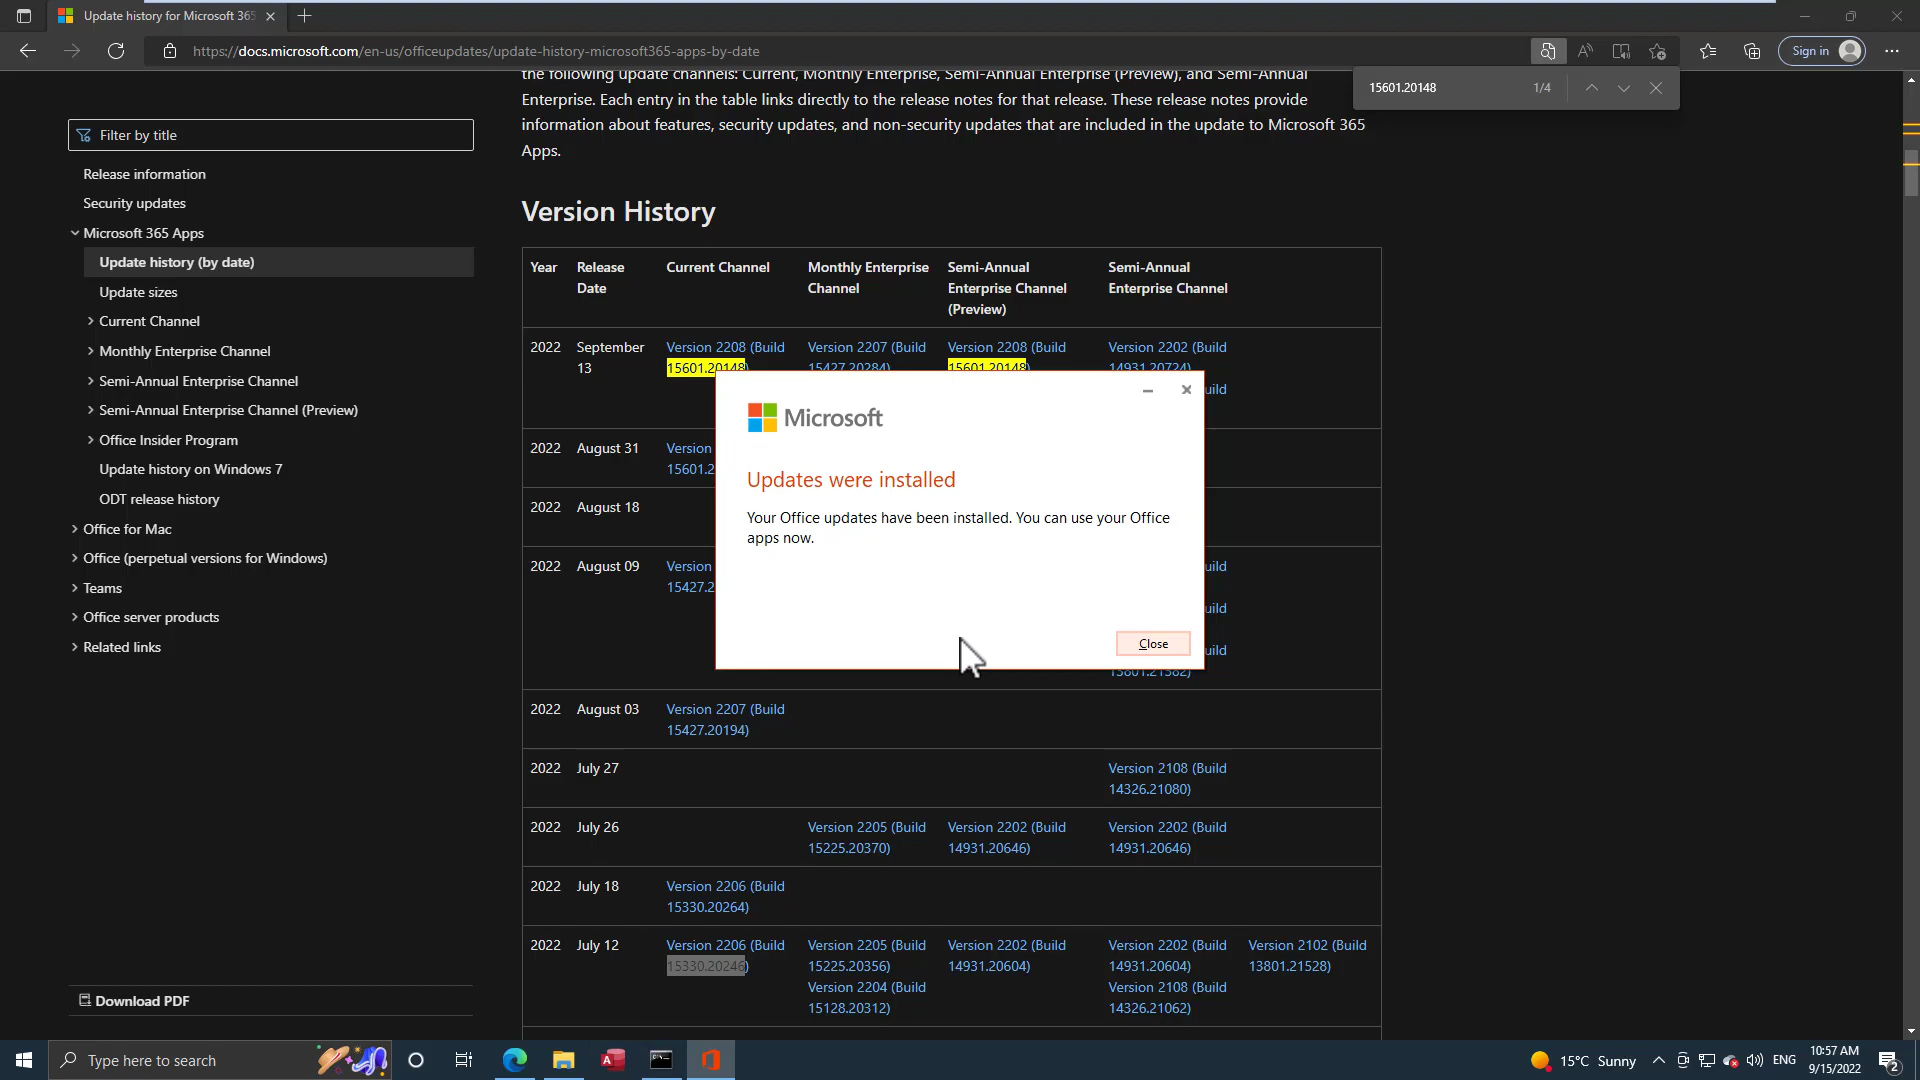 Update history for Microsoft 365
https://docs.microsoft.com/en-us/officeupdates/update-history-microsoft365-apps-by-date
Sign in
15601.20148
1/4
the following update channels: Current, Monthly Enterprise, Semi-Annual Enterprise (Preview), and Semi-Annual
Enterprise. Each entry in the table links directly to the release notes for that release. These release notes provide
information about features, security updates, and non-security updates that are included in the update to Microsoft 365
Apps.
Filter by title
Release information
Security updates
Microsoft 365 Apps
Update history (by date)
Update sizes
Current Channel
Monthly Enterprise Channel
Semi-Annual Enterprise Channel
Semi-Annual Enterprise Channel (Preview)
Office Insider Program
Update history on Windows 7
ODT release history
Office for Mac
Office (perpetual versions for Windows)
Teams
Office server products
Related links
Download PDF
Version History
Year
Release
Date
Current Channel
Monthly Enterprise
Channel
Semi-Annual
Enterprise Channel
(Preview)
Semi-Annual
Enterprise Channel
2022
September
13
Version 2208 (Build
15601.20148)
Version 2207 (Build
15427.20284)
Version 2208 (Build
15601.20148)
Version 2202 (Build
14931.20724)
uild
2022
August 31
Version
15601.2
2022
August 18
2022
August 09
Version
15427.2
uild
uild
uild
13801.21582)
2022
August 03
Version 2207 (Build
15427.20194)
2022
July 27
Version 2108 (Build
14326.21080)
2022
July 26
Version 2205 (Build
15225.20370)
Version 2202 (Build
14931.20646)
Version 2202 (Build
14931.20646)
2022
July 18
Version 2206 (Build
15330.20264)
2022
July 12
Version 2206 (Build
15330.20246)
Version 2205 (Build
15225.20356)
Version 2204 (Build
15128.20312)
Version 2202 (Build
14931.20604)
Version 2202 (Build
14931.20604)
Version 2108 (Build
14326.21062)
Version 2102 (Build
13801.21528)
Microsoft
Updates were installed
Your Office updates have been installed. You can use your Office
apps now.
Close
Type here to search
15°C Sunny
ENG
10:57 AM
9/15/2022
2